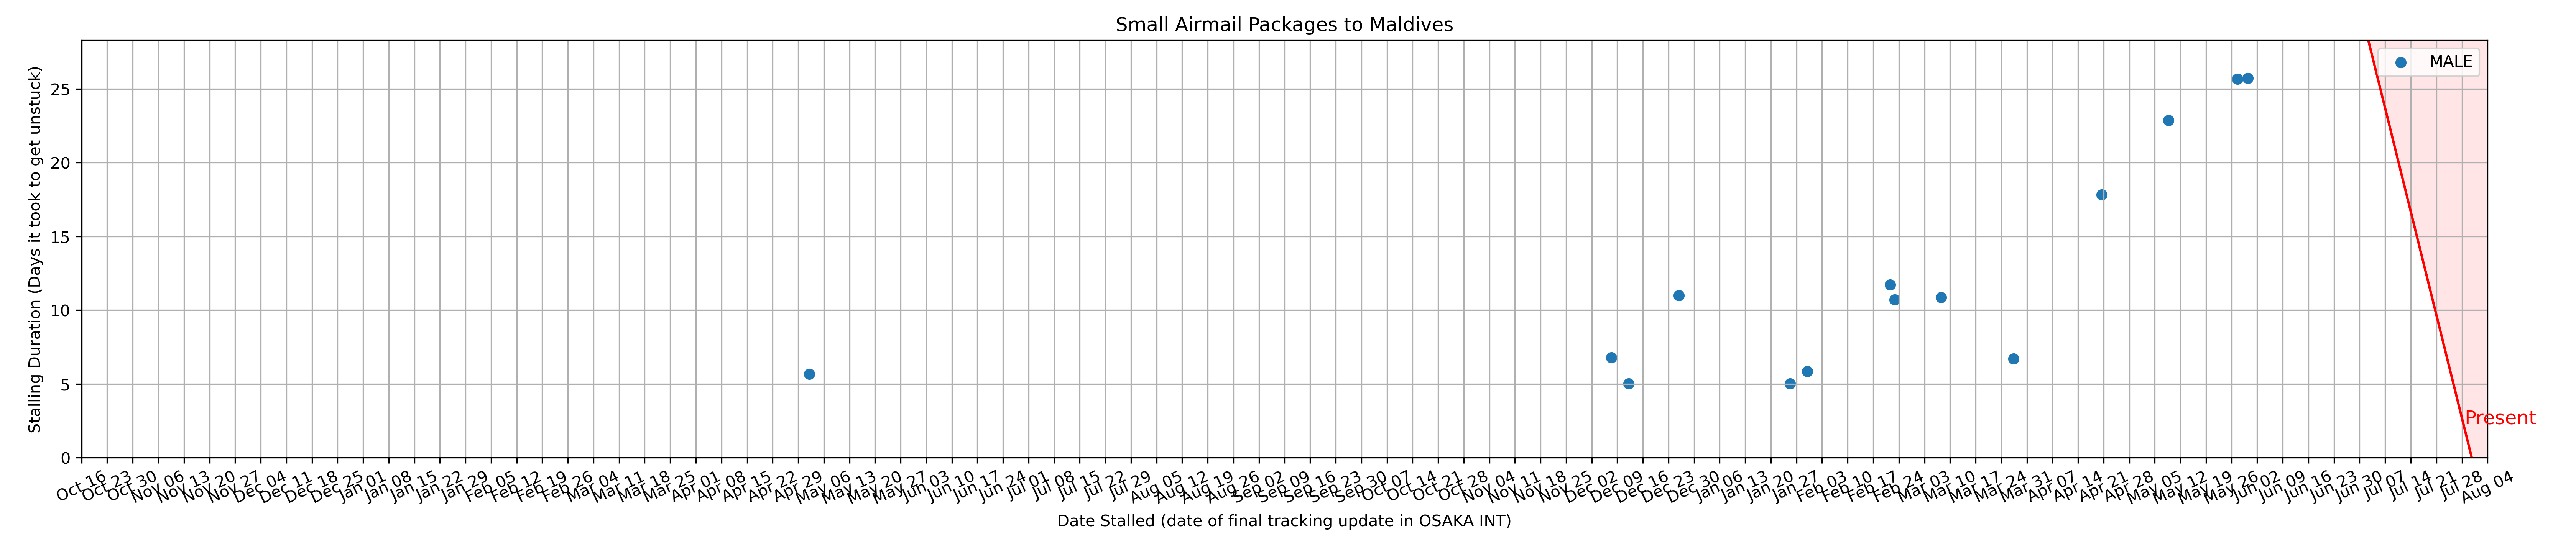 Small Airmail Packages to Maldives
MALE
Stalling Duration (Days it took to get unstuck)
25
20
15
10
5
0
Present
Oct 16 Oct 23 Oct 30 Nov 06 Nov 13 Nov 20 Nov 27 Dec 04 Dec 11 Dec 18 Dec 25 Jan 01 Jan 08 Jan 15 Jan 22 Jan 29 Feb 05 Feb 12 Feb 19 Feb 26 Mar 04 Mar 11 Mar 18 Mar 25 Apr 01 Apr 08 Apr 15 Apr 22 Apr 29 May 06 May 13 May 20 May 27 Jun 03 Jun 10 Jun 17 Jun 24 Jul 01 Jul 08 Jul 15 Jul 22 Jul 29 Aug 05 Aug 12 Aug 19 Aug 26 Sep 02 Sep 09 Sep 16 Sep 23 Sep 30 Oct 07 Oct 14 Oct 21 Oct 28 Nov 04 Nov 11 Nov 18 Nov 25 Dec 02 Dec 09 Dec 16 Dec 23 Dec 30 Jan 06 Jan 13 Jan 20 Jan 27 Feb 03 Feb 10 Feb 17 Feb 24 Mar 03 Mar 10 Mar 17 Mar 24 Mar 31 Apr 07 Apr 14 Apr 21 Apr 28 May 05 May 12 May 19 May 26 Jun 02 Jun 09 Jun 16 Jun 23 Jun 30 Jul 07 Jul 14 Jul 21 Jul 28 Aug 04
Date Stalled (date of final tracking update in OSAKA INT)